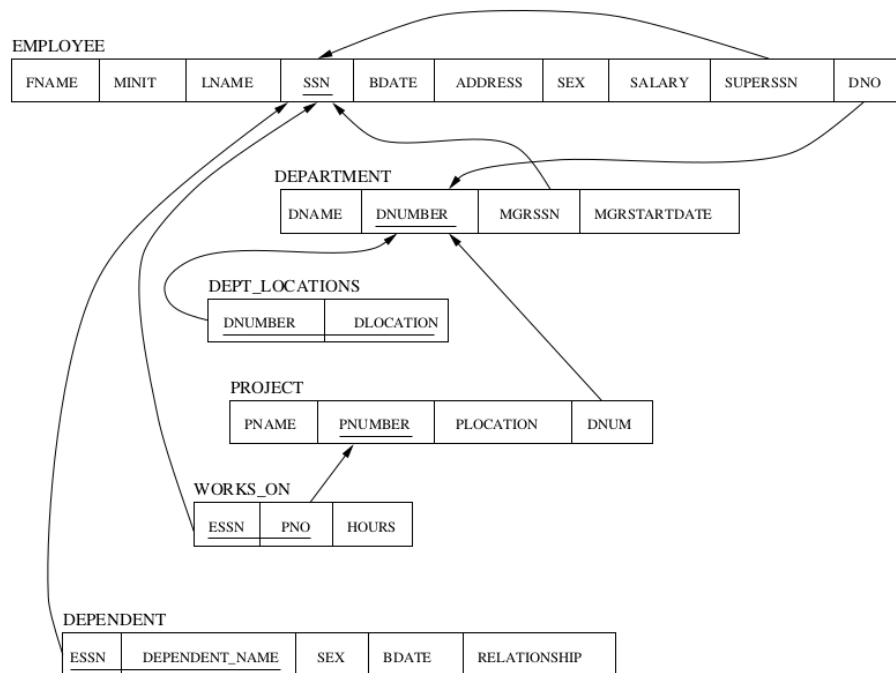 EMPLOYEE
FNAME MINIT LNAME SSN BDATE ADDRESS SEX SALARY SUPERSSN DNO
DEPARTMENT
DNAME DNUMBER MGRSSN MGRSTARTDATE
DEPT_LOCATIONS
DNUMBER DLOCATION
PROJECT
PNAME PNUMBER PLOCATION DNUM
WORKS_ON
ESSN PNO HOURS
DEPENDENT
ESSN DEPENDENT_NAME SEX BDATE RELATIONSHIP